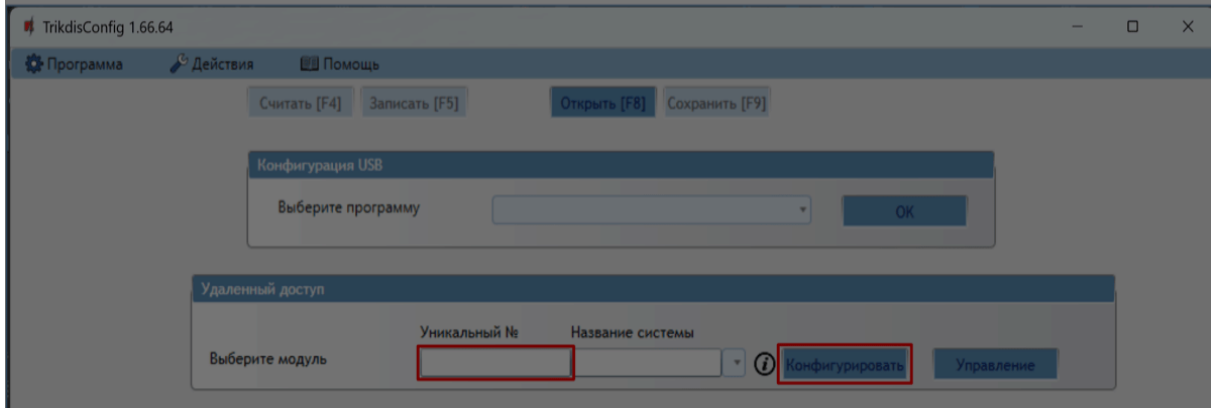 TrikdisConfig 1.66.64
Программа Действия Помощь
Считать [F4] Записать [F5] Открыть [F8] Сохранить [F9]
Конфигурация USB
Выберите программу OK
Удаленный доступ
Уникальный № Название системы
Выберите модуль i Конфигурировать Управление